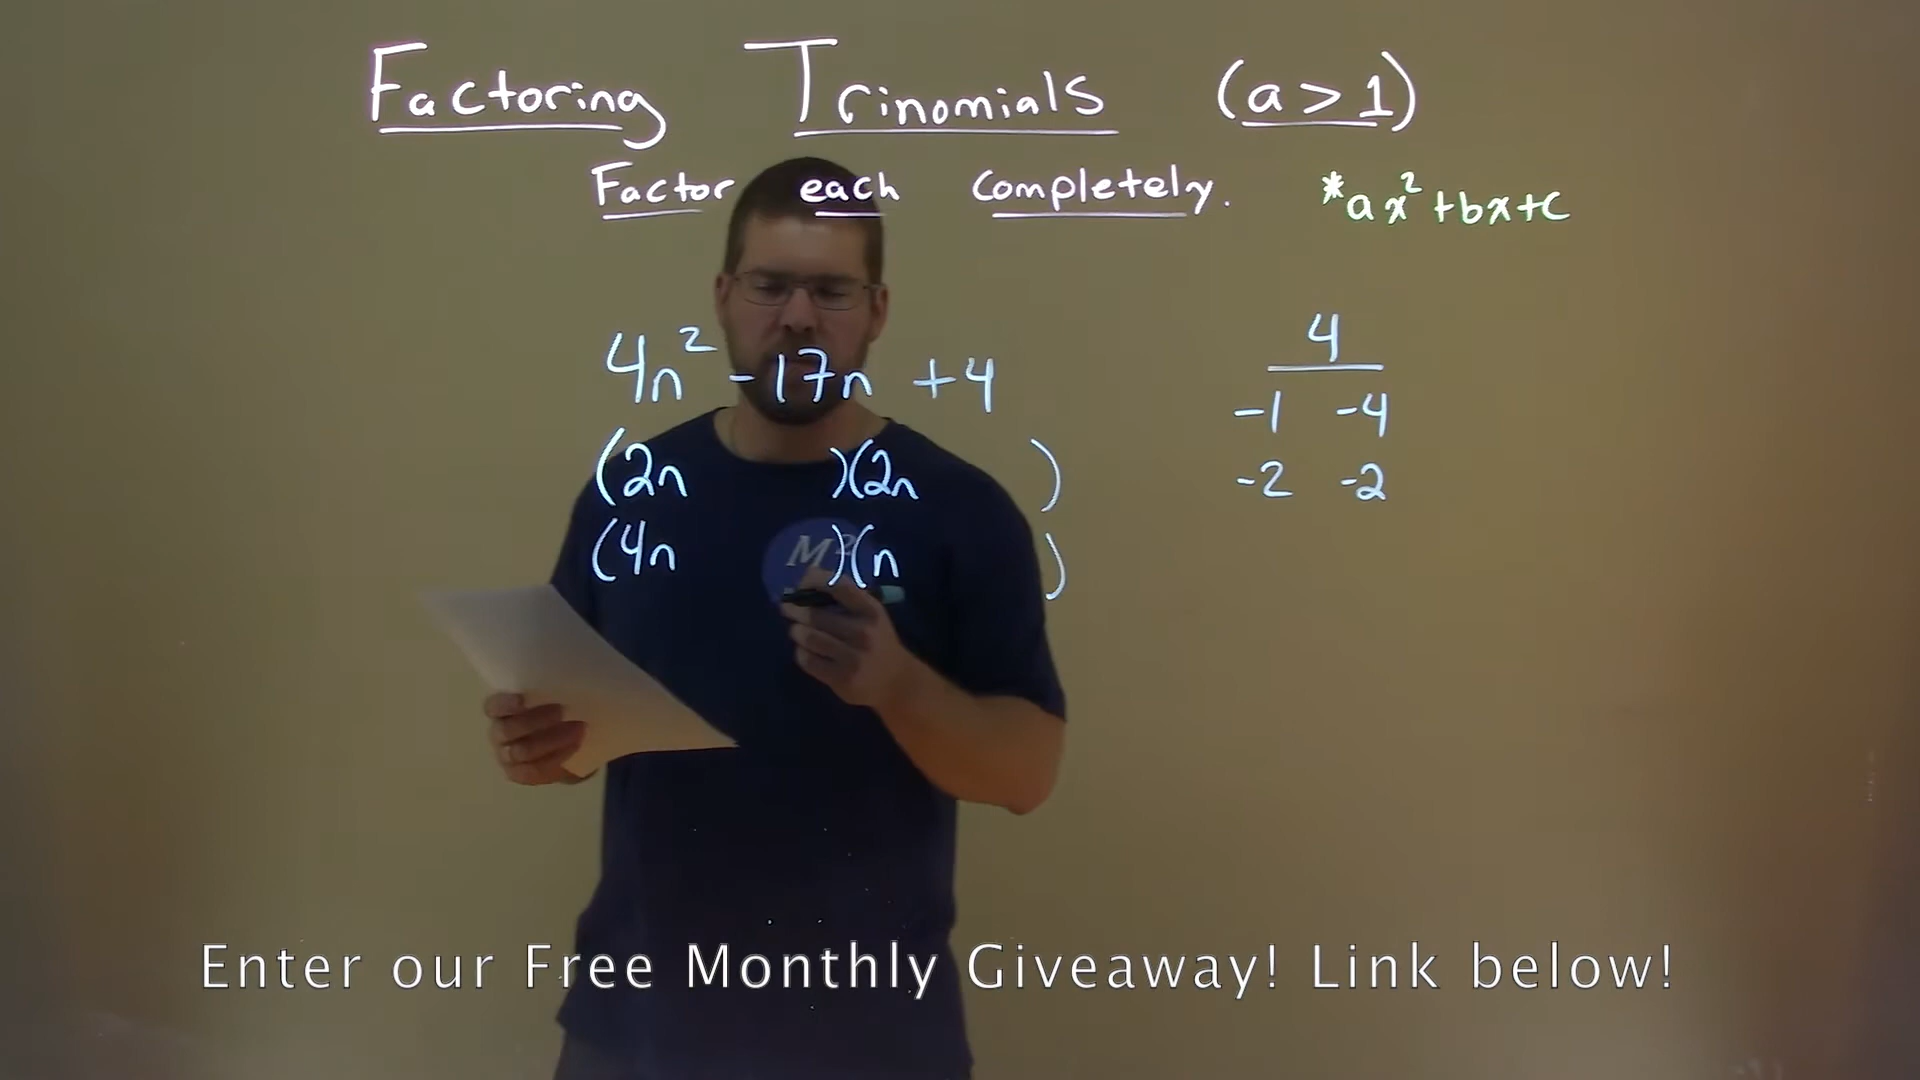 Factoring Trinomials (a > 1)
Factor each completely. *ax²+bx+c
4n² -17n +4
(2n )(2n )
(4n )(n )
4
-1 -4
-2 -2
M²
Enter our Free Monthly Giveaway! Link below!